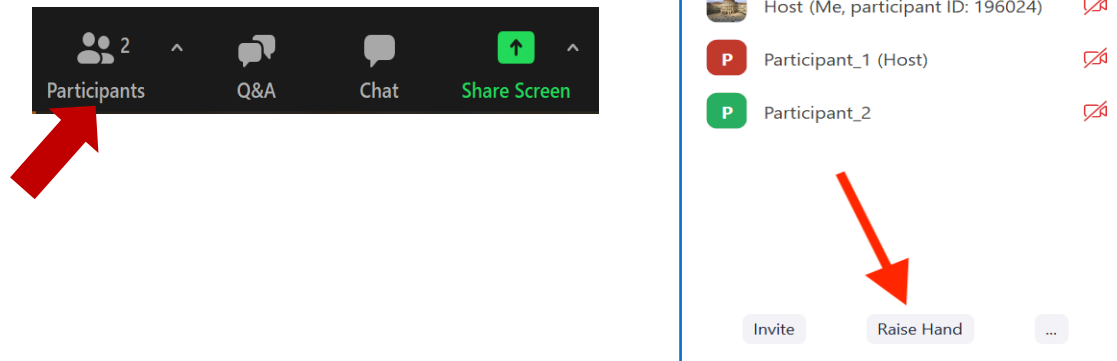 2
Participants
Q&A
Chat
Share Screen
Host (Me, participant ID: 196024)
P
Participant_1 (Host)
P
Participant_2
Invite
Raise Hand
...